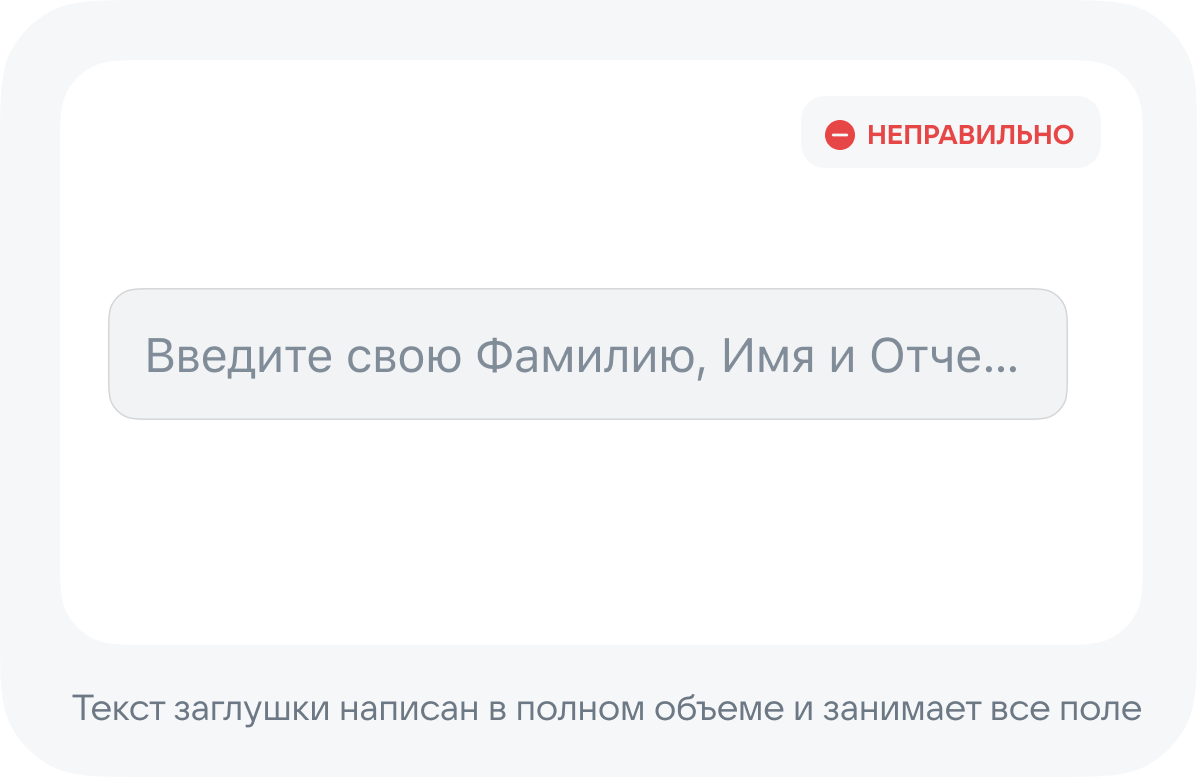 НЕПРАВИЛЬНО
Введите свою Фамилию, Имя и Отче...
Текст заглушки написан в полном объеме и занимает все поле